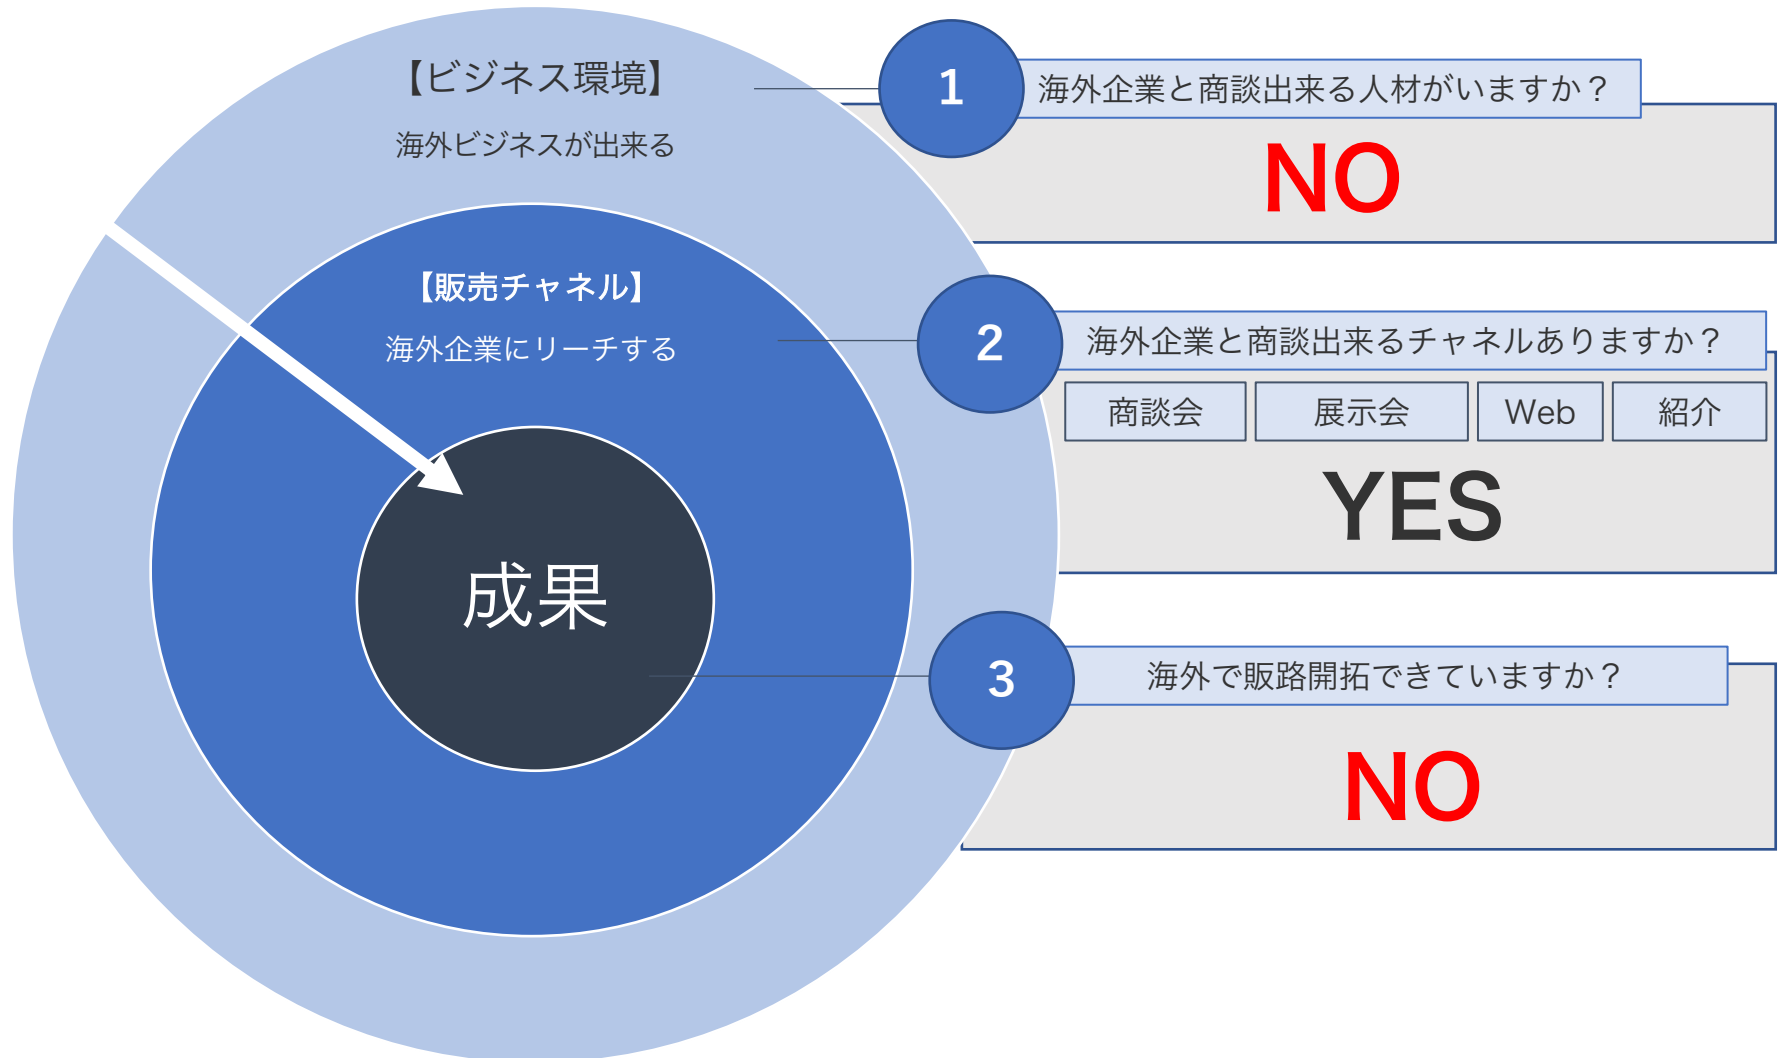 【ビジネス環境】
海外ビジネスが出来る
【販売チャネル】
海外企業にリーチする
成果
1
海外企業と商談出来る人材がいますか？
NO
2
海外企業と商談出来るチャネルありますか？
商談会
展示会
Web
紹介
YES
3
海外で販路開拓できていますか？
NO